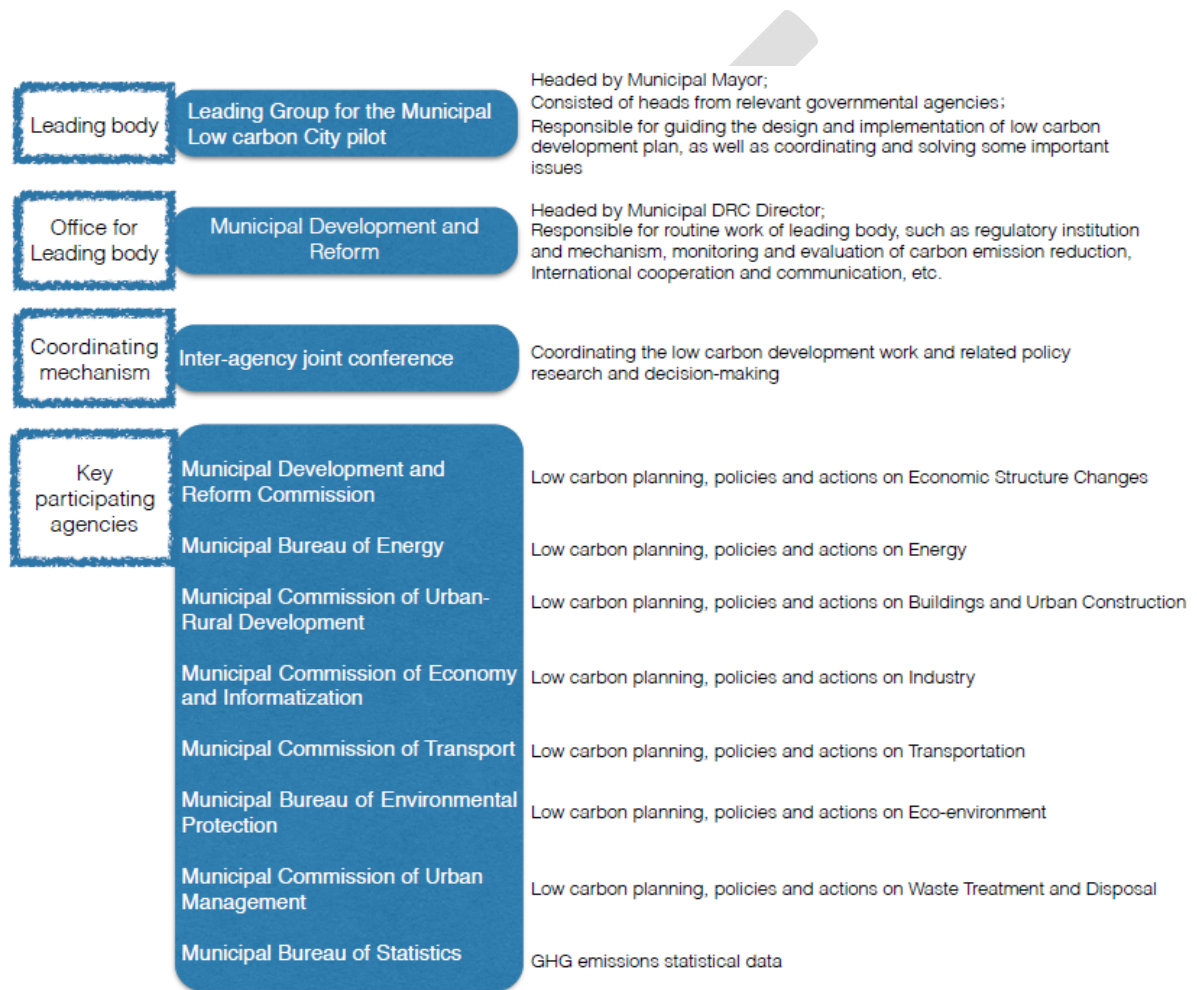 Leading body
Leading Group for the Municipal
Low carbon City pilot
Headed by Municipal Mayor;
Consisted of heads from relevant governmental agencies；
Responsible for guiding the design and implementation of low carbon
development plan, as well as coordinating and solving some important
issues
Office for
Leading body
Municipal Development and
Reform
Headed by Municipal DRC Director;
Responsible for routine work of leading body, such as regulatory institution
and mechanism, monitoring and evaluation of carbon emission reduction,
International cooperation and communication, etc.
Coordinating
mechanism
Inter-agency joint conference
Coordinating the low carbon development work and related policy
research and decision-making
Key
participating
agencies
Municipal Development and
Reform Commission
Low carbon planning, policies and actions on Economic Structure Changes
Municipal Bureau of Energy
Low carbon planning, policies and actions on Energy
Municipal Commission of Urban-
Rural Development
Low carbon planning, policies and actions on Buildings and Urban Construction
Municipal Commission of Economy
and Informatization
Low carbon planning, policies and actions on Industry
Municipal Commission of Transport
Low carbon planning, policies and actions on Transportation
Municipal Bureau of Environmental
Protection
Low carbon planning, policies and actions on Eco-environment
Municipal Commission of Urban
Management
Low carbon planning, policies and actions on Waste Treatment and Disposal
Municipal Bureau of Statistics
GHG emissions statistical data